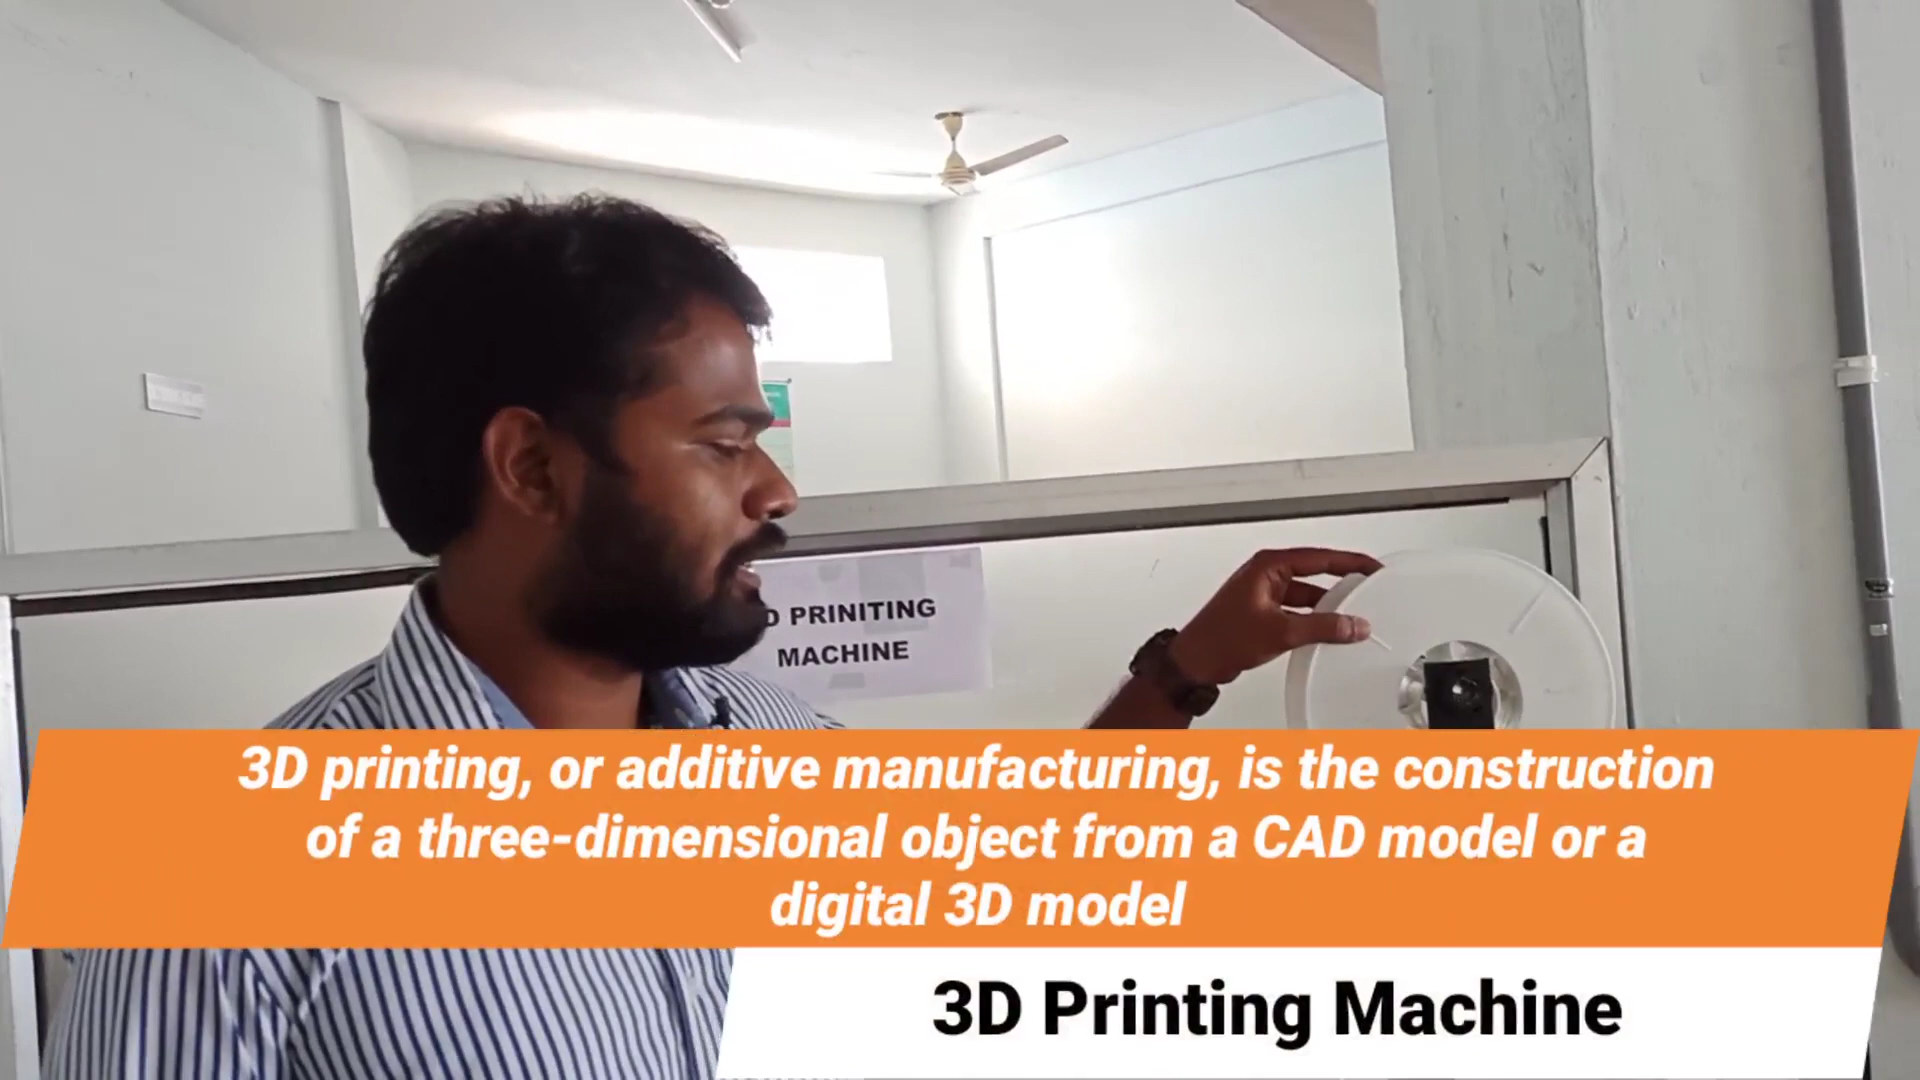 D PRINITING
MACHINE
3D printing, or additive manufacturing, is the construction
of a three-dimensional object from a CAD model or a
digital 3D model
3D Printing Machine